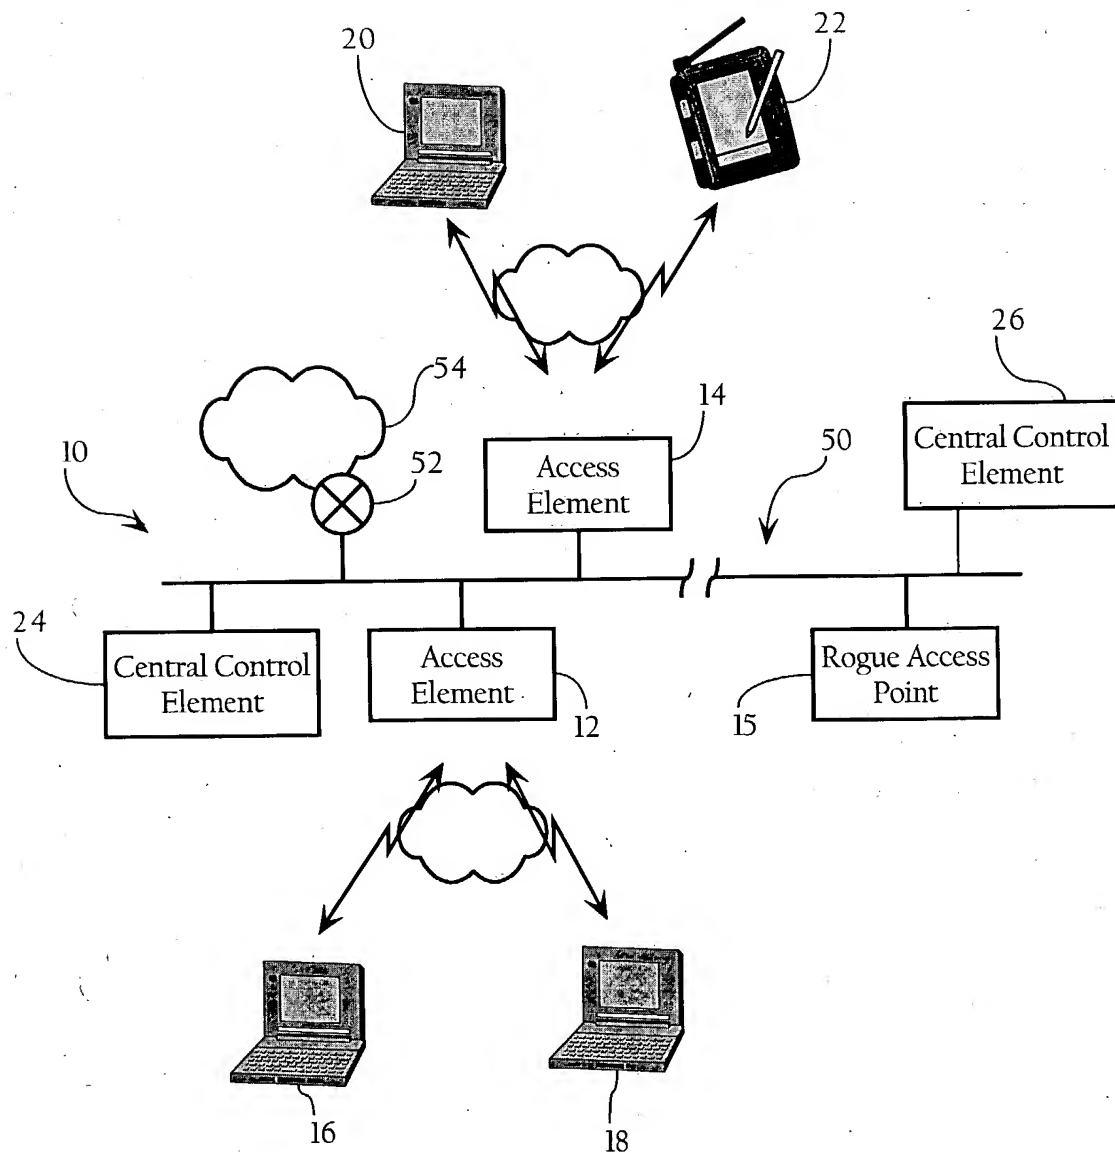 20
22
54
26
14
10
52
50
Access
Element
Central Control
Element
24
Central Control
Element
Access
Element
12
Rogue Access
Point
15
16
18